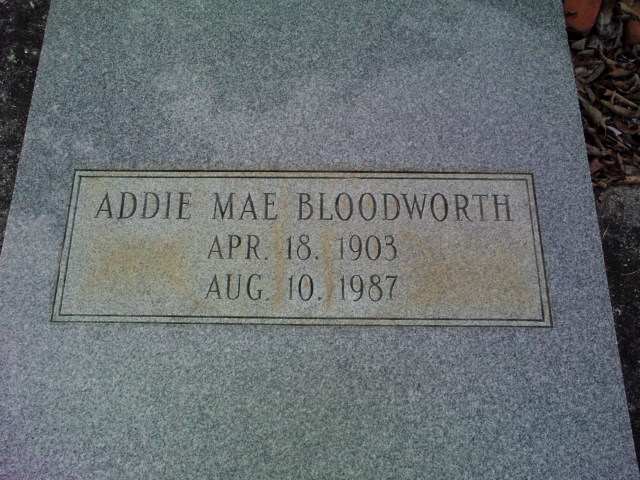 ADDIE MAE BLOODWORTH
APR. 18. 1903
AUG. 10. 1987